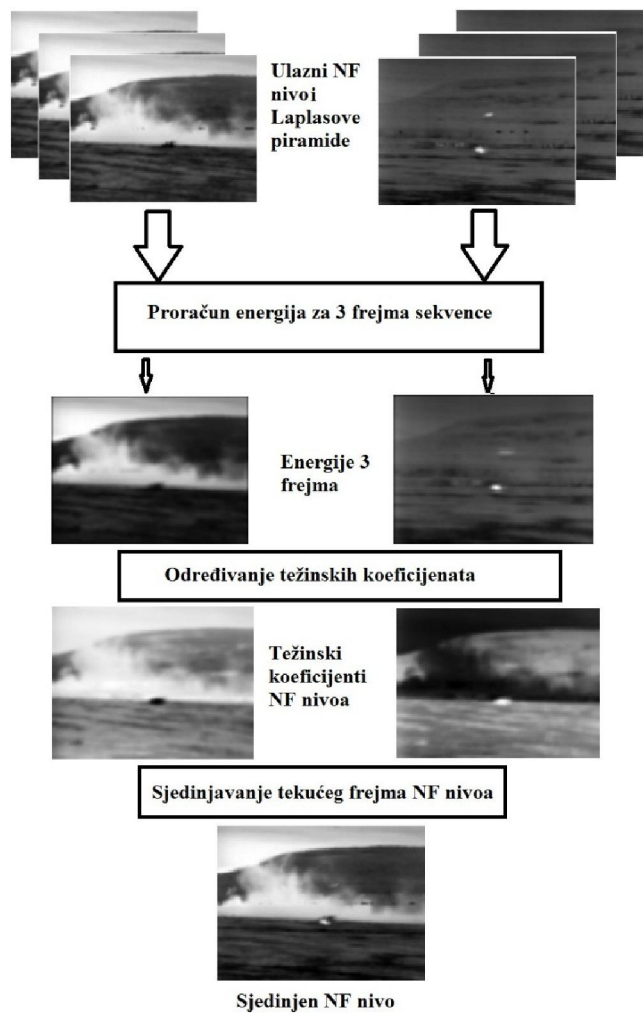 Ulazni NF
nivoi
Laplasove
piramide
Proračun energija za 3 frejma sekvence
Energije 3
frejma
Određivanje težinskih koeficijenata
Težinski
koeficijenti
NF nivoa
Sjedinjavanje tekućeg frejma NF nivoa
Sjedinjen NF nivo